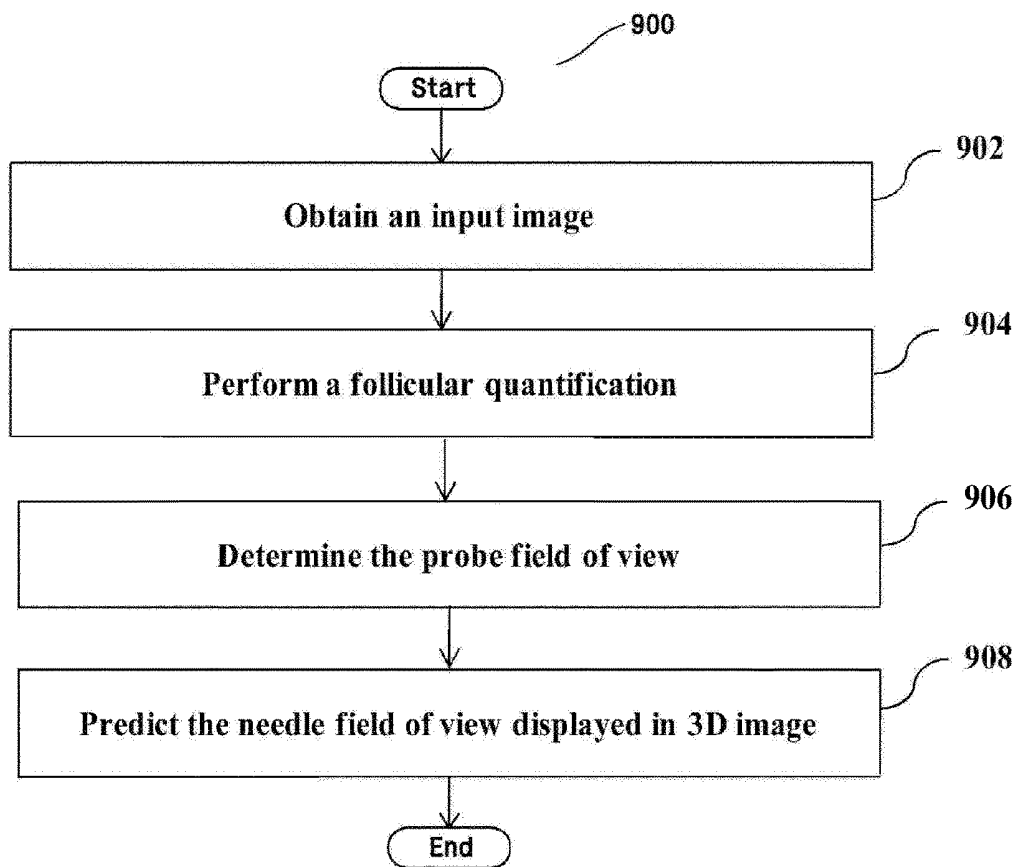 900
Start
902
Obtain an input image
904
Perform a follicular quantification
906
Determine the probe field of view
908
Predict the needle field of view displayed in 3D image
End